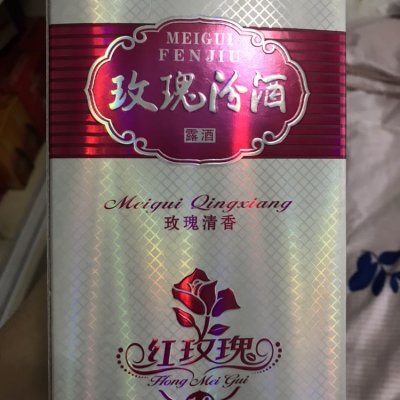 MEIGUI
FENJIU
玫瑰汾酒
露酒
Meigui Qingxiang
玫瑰清香
红玫瑰
Hong Mei Gui